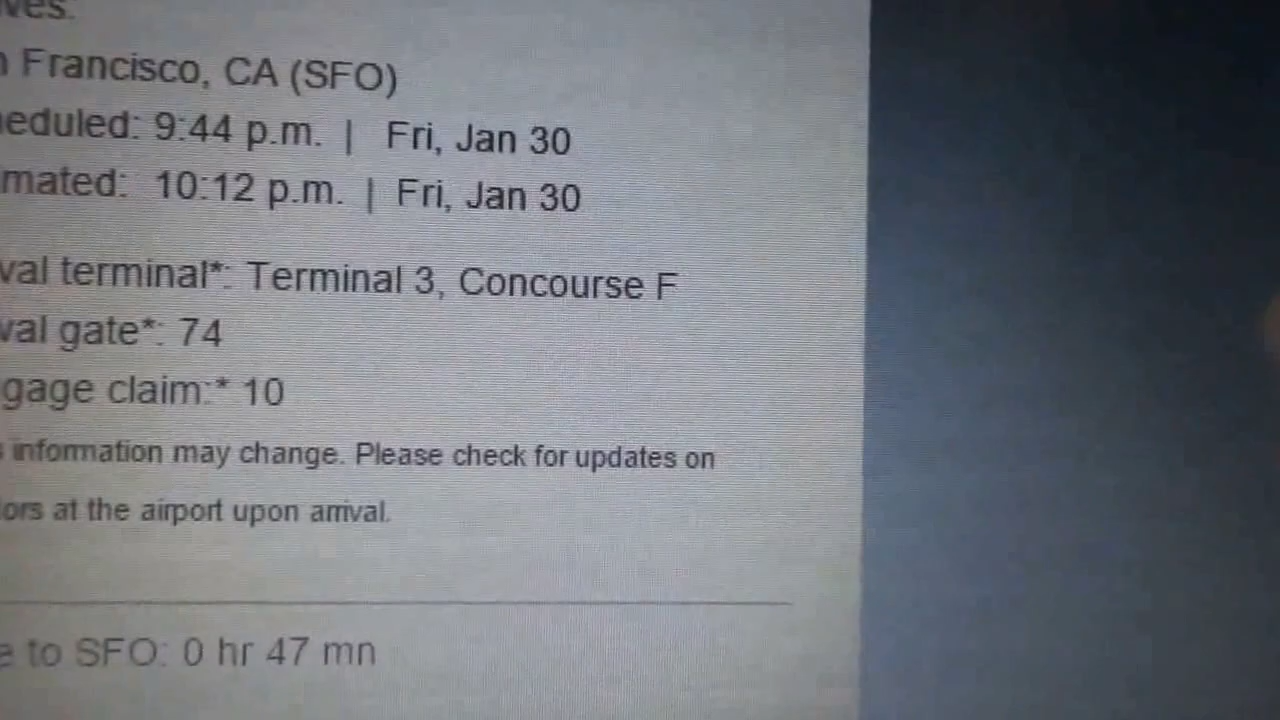 ves:
n Francisco, CA (SFO)
heduled: 9:44 p.m. | Fri, Jan 30
mated: 10:12 p.m. | Fri, Jan 30
val terminal*: Terminal 3, Concourse F
val gate*: 74
gage claim:* 10
s information may change. Please check for updates on
ors at the airport upon arrival.
e to SFO: 0 hr 47 mn